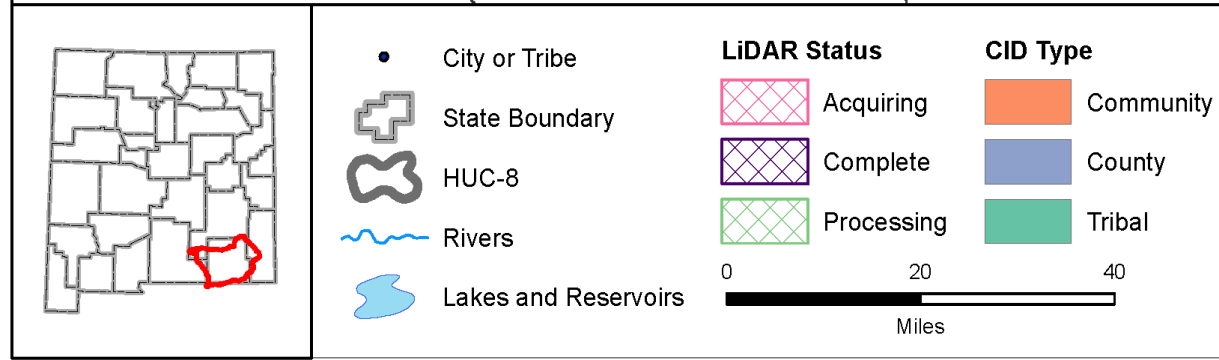 City or Tribe
State Boundary
HUC-8
Rivers
Lakes and Reservoirs
LiDAR Status
Acquiring
Complete
Processing
CID Type
Community
County
Tribal
0 20 40
Miles